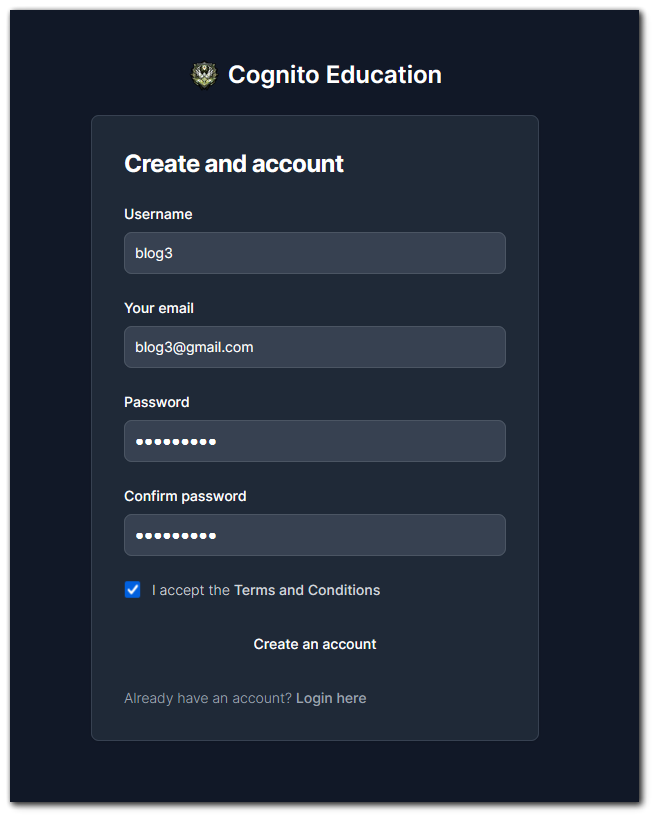 Cognito Education
Create and account
Username
blog3
Your email
blog3@gmail.com
Password
•••••••••
Confirm password
•••••••••
I accept the Terms and Conditions
Create an account
Already have an account? Login here